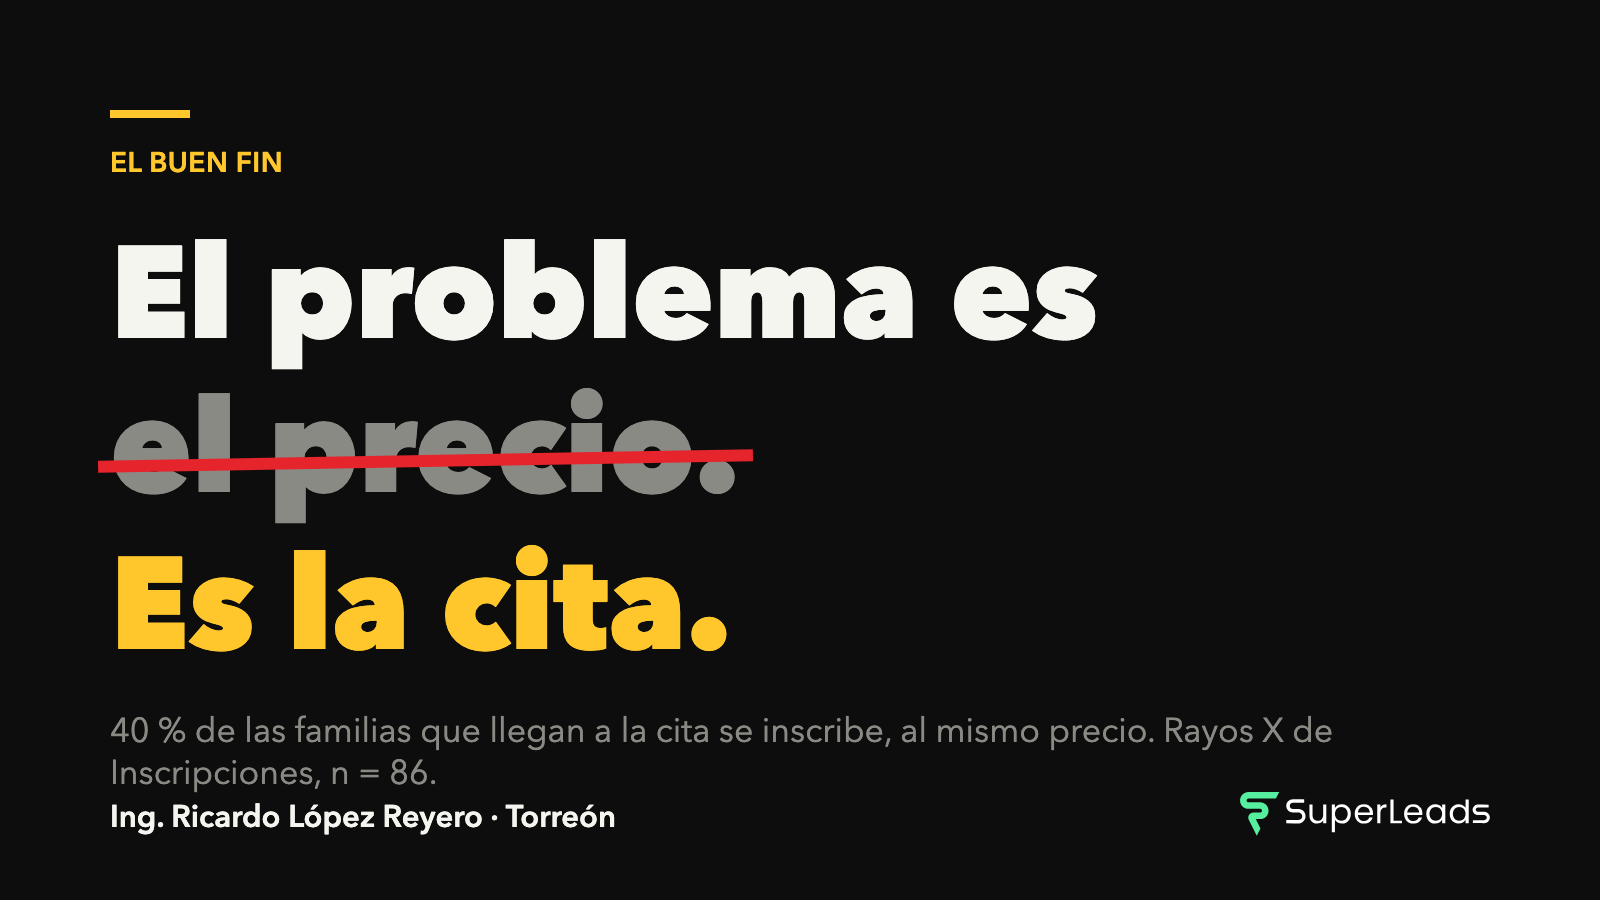 EL BUEN FIN
El problema es
el precio.
Es la cita.
40 % de las familias que llegan a la cita se inscribe, al mismo precio. Rayos X de
Inscripciones, n = 86.
Ing. Ricardo López Reyero · Torreón
SuperLeads